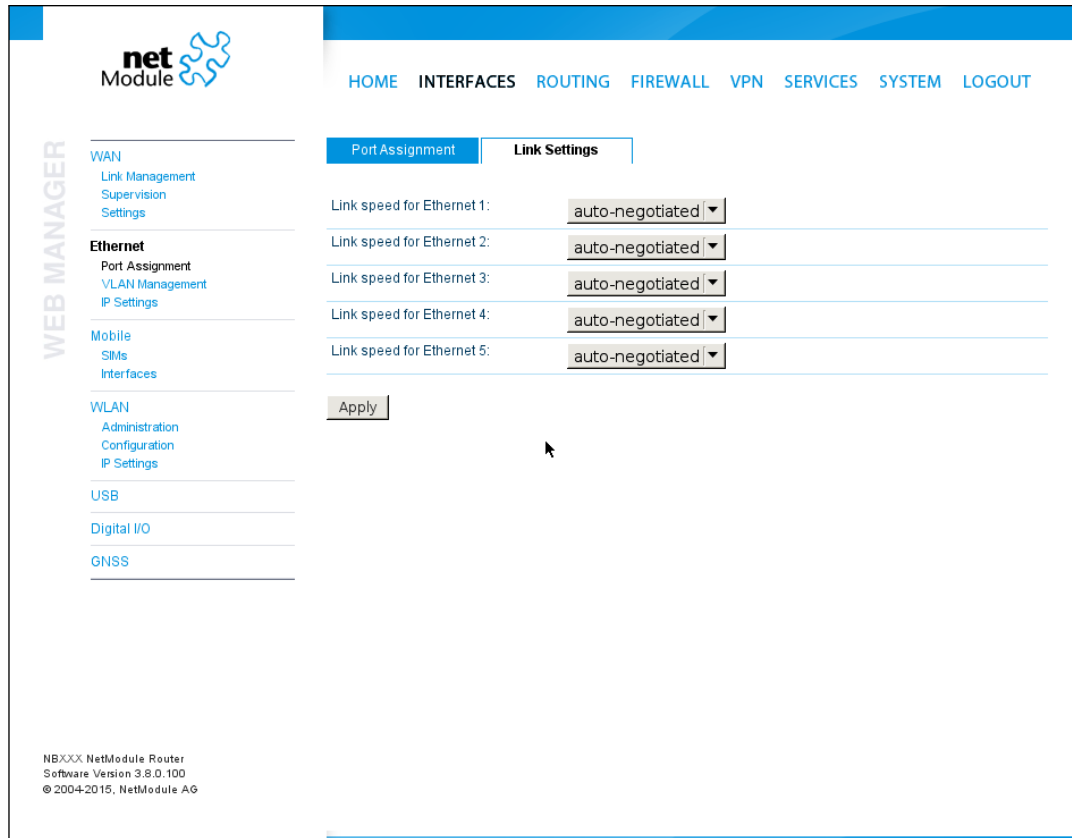 net
Module
HOME INTERFACES ROUTING FIREWALL VPN SERVICES SYSTEM LOGOUT
WEB MANAGER
WAN
Link Management
Supervision
Settings
Ethernet
Port Assignment
VLAN Management
IP Settings
Mobile
SIMs
Interfaces
WLAN
Administration
Configuration
IP Settings
USB
Digital I/O
GNSS
Port Assignment Link Settings
Link speed for Ethernet 1: auto-negotiated
Link speed for Ethernet 2: auto-negotiated
Link speed for Ethernet 3: auto-negotiated
Link speed for Ethernet 4: auto-negotiated
Link speed for Ethernet 5: auto-negotiated
Apply
NBXXX NetModule Router
Software Version 3.8.0.100
© 2004-2015, NetModule AG